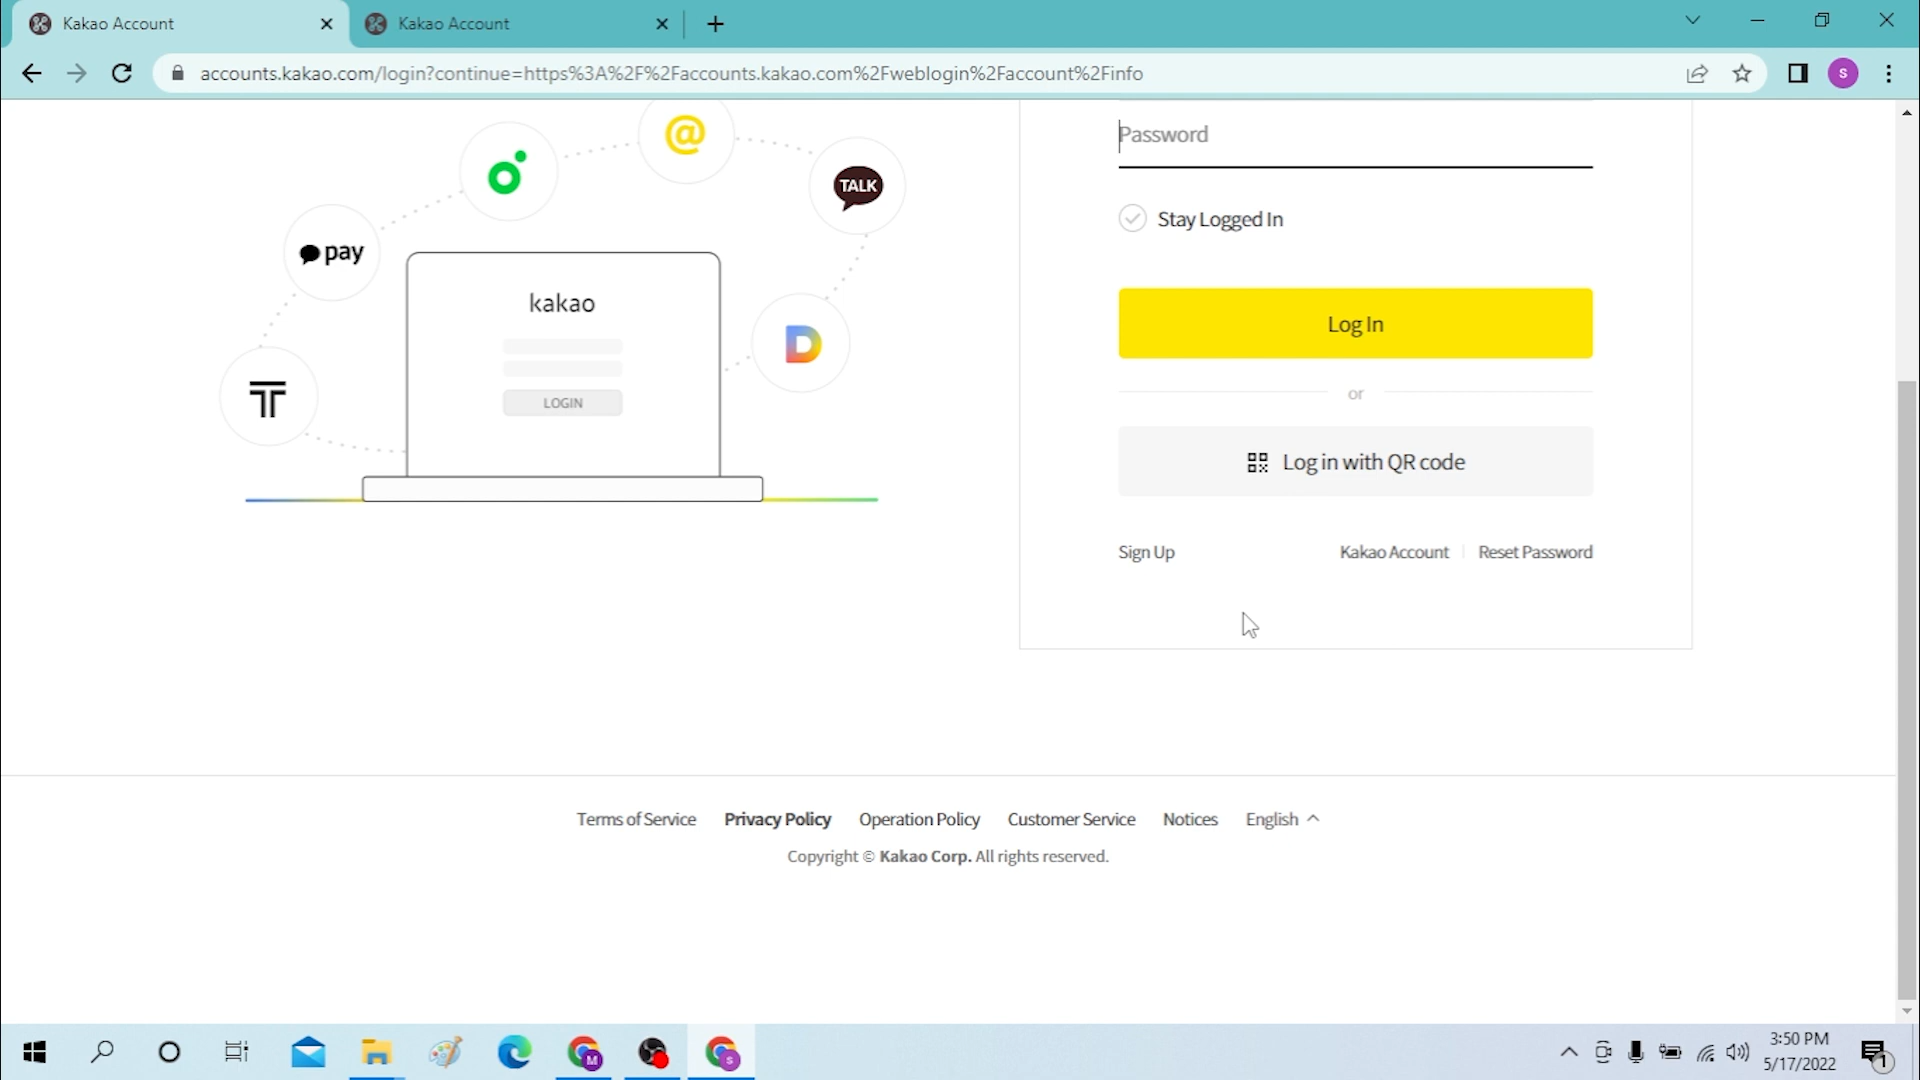 Kakao Account
Kakao Account
accounts.kakao.com/login?continue=https%3A%2F%2Faccounts.kakao.com%2Fweblogin%2Faccount%2Finfo
S
@
TALK
pay
kakao
LOGIN
D
T
Password
Stay Logged In
Log In
or
Log in with QR code
Sign Up
Kakao Account
Reset Password
Terms of Service Privacy Policy Operation Policy Customer Service Notices English
Copyright © Kakao Corp. All rights reserved.
M
S
3:50 PM
5/17/2022
1